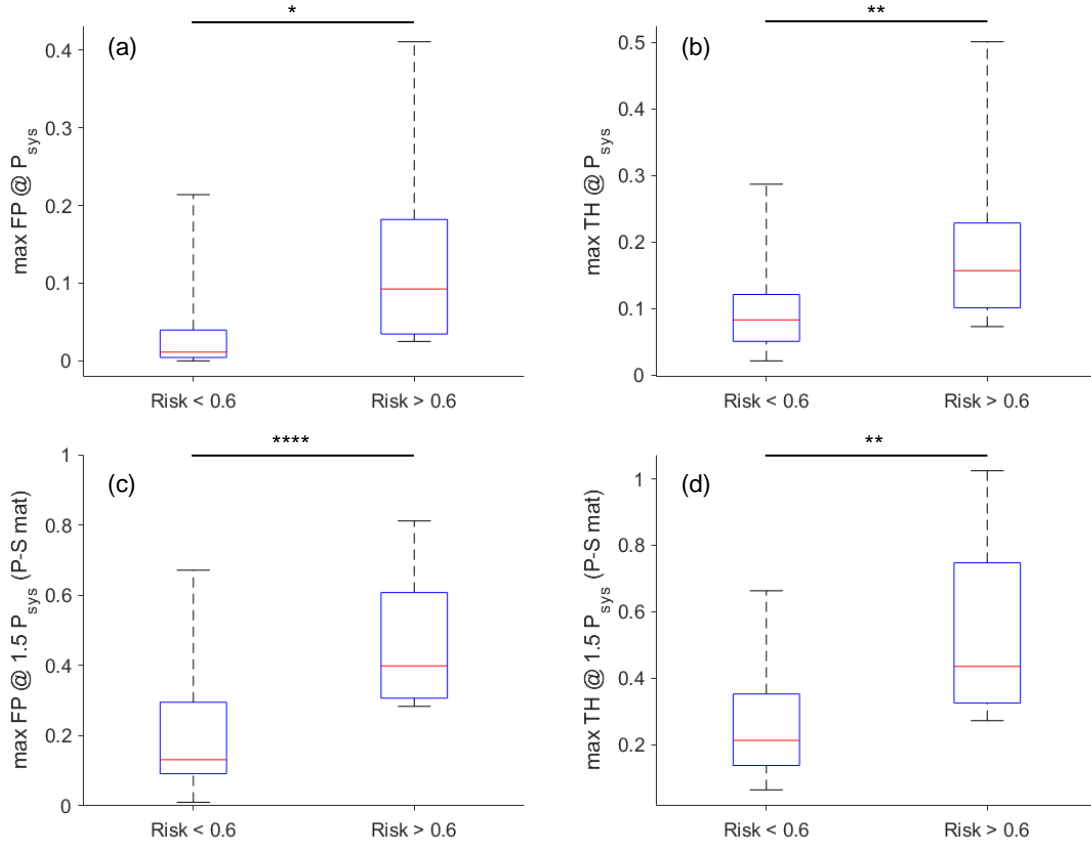 *
(a)
max FP @ P_sys
0.4
0.3
0.2
0.1
0
Risk < 0.6
Risk > 0.6
**
(b)
max TH @ P_sys
0.5
0.4
0.3
0.2
0.1
0
Risk < 0.6
Risk > 0.6
****
(c)
max FP @ 1.5 P_sys (P-S mat)
1
0.8
0.6
0.4
0.2
0
Risk < 0.6
Risk > 0.6
**
(d)
max TH @ 1.5 P_sys (P-S mat)
1
0.8
0.6
0.4
0.2
Risk < 0.6
Risk > 0.6